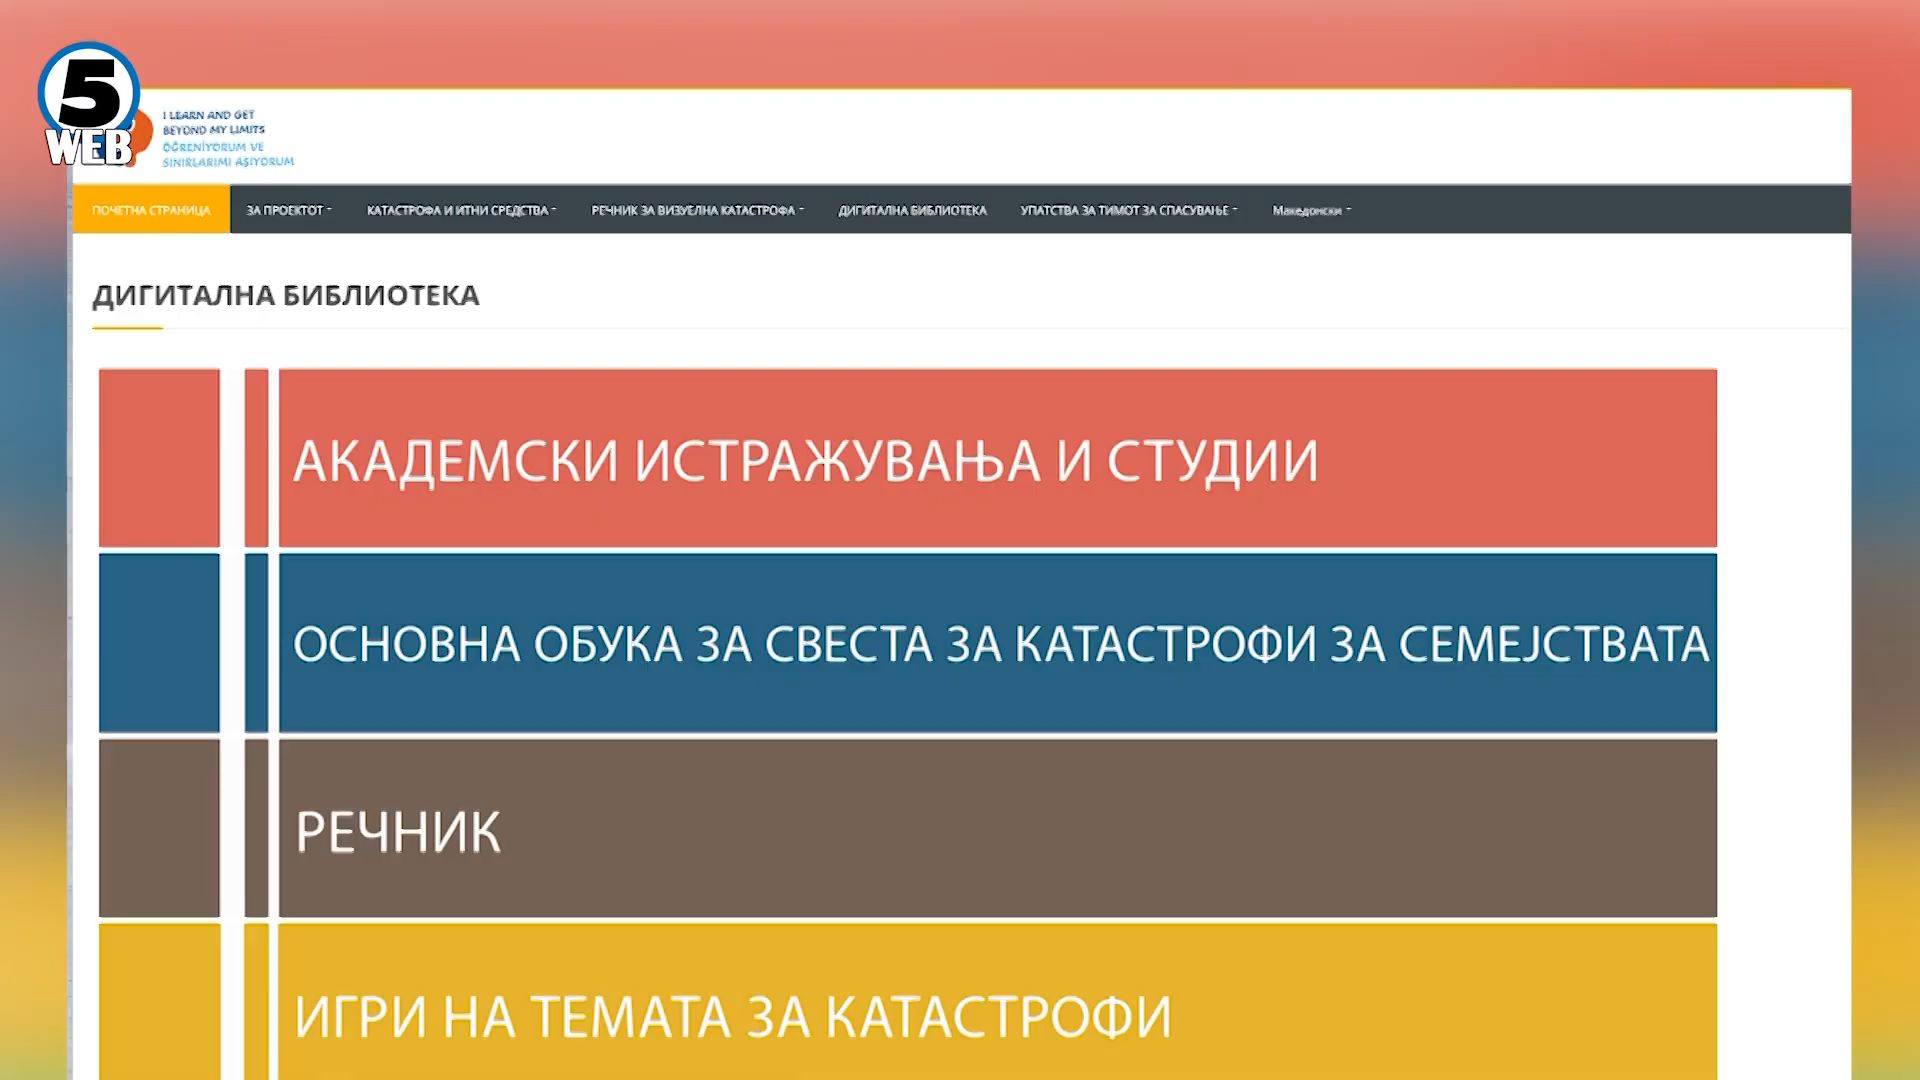 5
WEB
I LEARN AND GET
BEYOND MY LIMITS
ÖĞRENİYORUM VE
SINIRLARIMI AŞIYORUM
ПОЧЕТНА СТРАНИЦА ЗА ПРОЕКТОТ КАТАСТРОФА И ИТНИ СРЕДСТВА РЕЧНИК ЗА ВИЗУЕЛНА КАТАСТРОФА ДИГИТАЛНА БИБЛИОТЕКА УПАТСТВА ЗА ТИМОТ ЗА СПАСУВАЊЕ Македонски
ДИГИТАЛНА БИБЛИОТЕКА
АКАДЕМСКИ ИСТРАЖУВАЊА И СТУДИИ
ОСНОВНА ОБУКА ЗА СВЕСТА ЗА КАТАСТРОФИ ЗА СЕМЕЈСТВАТА
РЕЧНИК
ИГРИ НА ТЕМАТА ЗА КАТАСТРОФИ